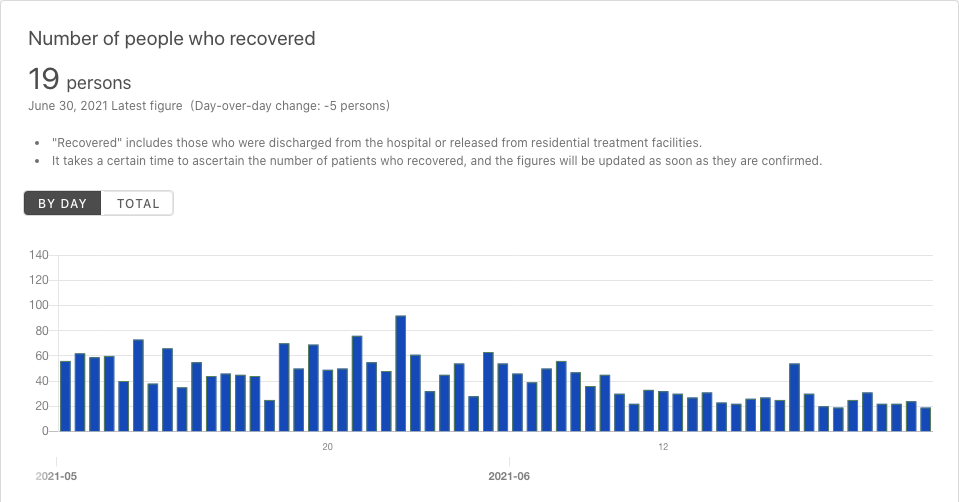 Number of people who recovered
19 persons
June 30, 2021 Latest figure (Day-over-day change: -5 persons)
• "Recovered" includes those who were discharged from the hospital or released from residential treatment facilities.
• It takes a certain time to ascertain the number of patients who recovered, and the figures will be updated as soon as they are confirmed.
BY DAY TOTAL
140
120
100
80
60
40
20
0
20 12
2021-05 2021-06